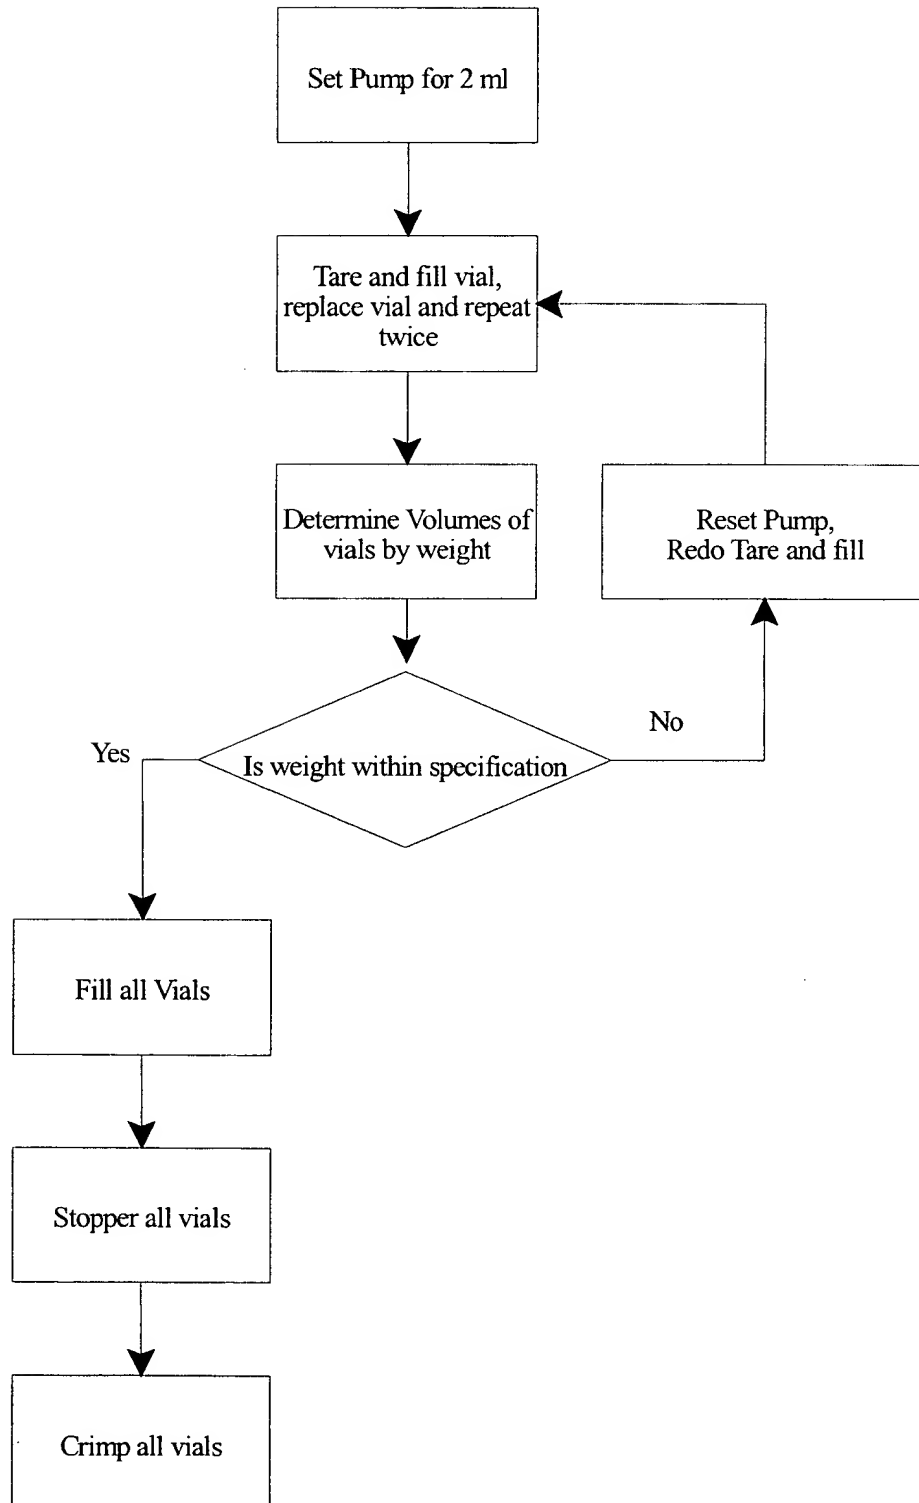 Set Pump for 2 ml
Tare and fill vial,
replace vial and repeat
twice
Determine Volumes of
vials by weight
Reset Pump,
Redo Tare and fill
Is weight within specification
No
Yes
Fill all Vials
Stopper all vials
Crimp all vials